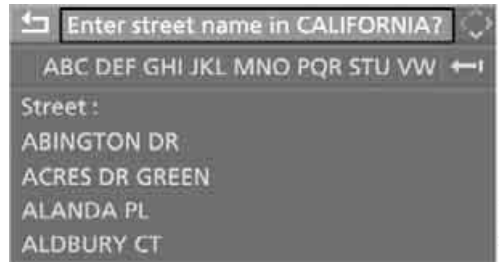 Enter street name in CALIFORNIA?
ABC DEF GHI JKL MNO PQR STU VW
Street :
ABINGTON DR
ACRES DR GREEN
ALANDA PL
ALDBURY CT